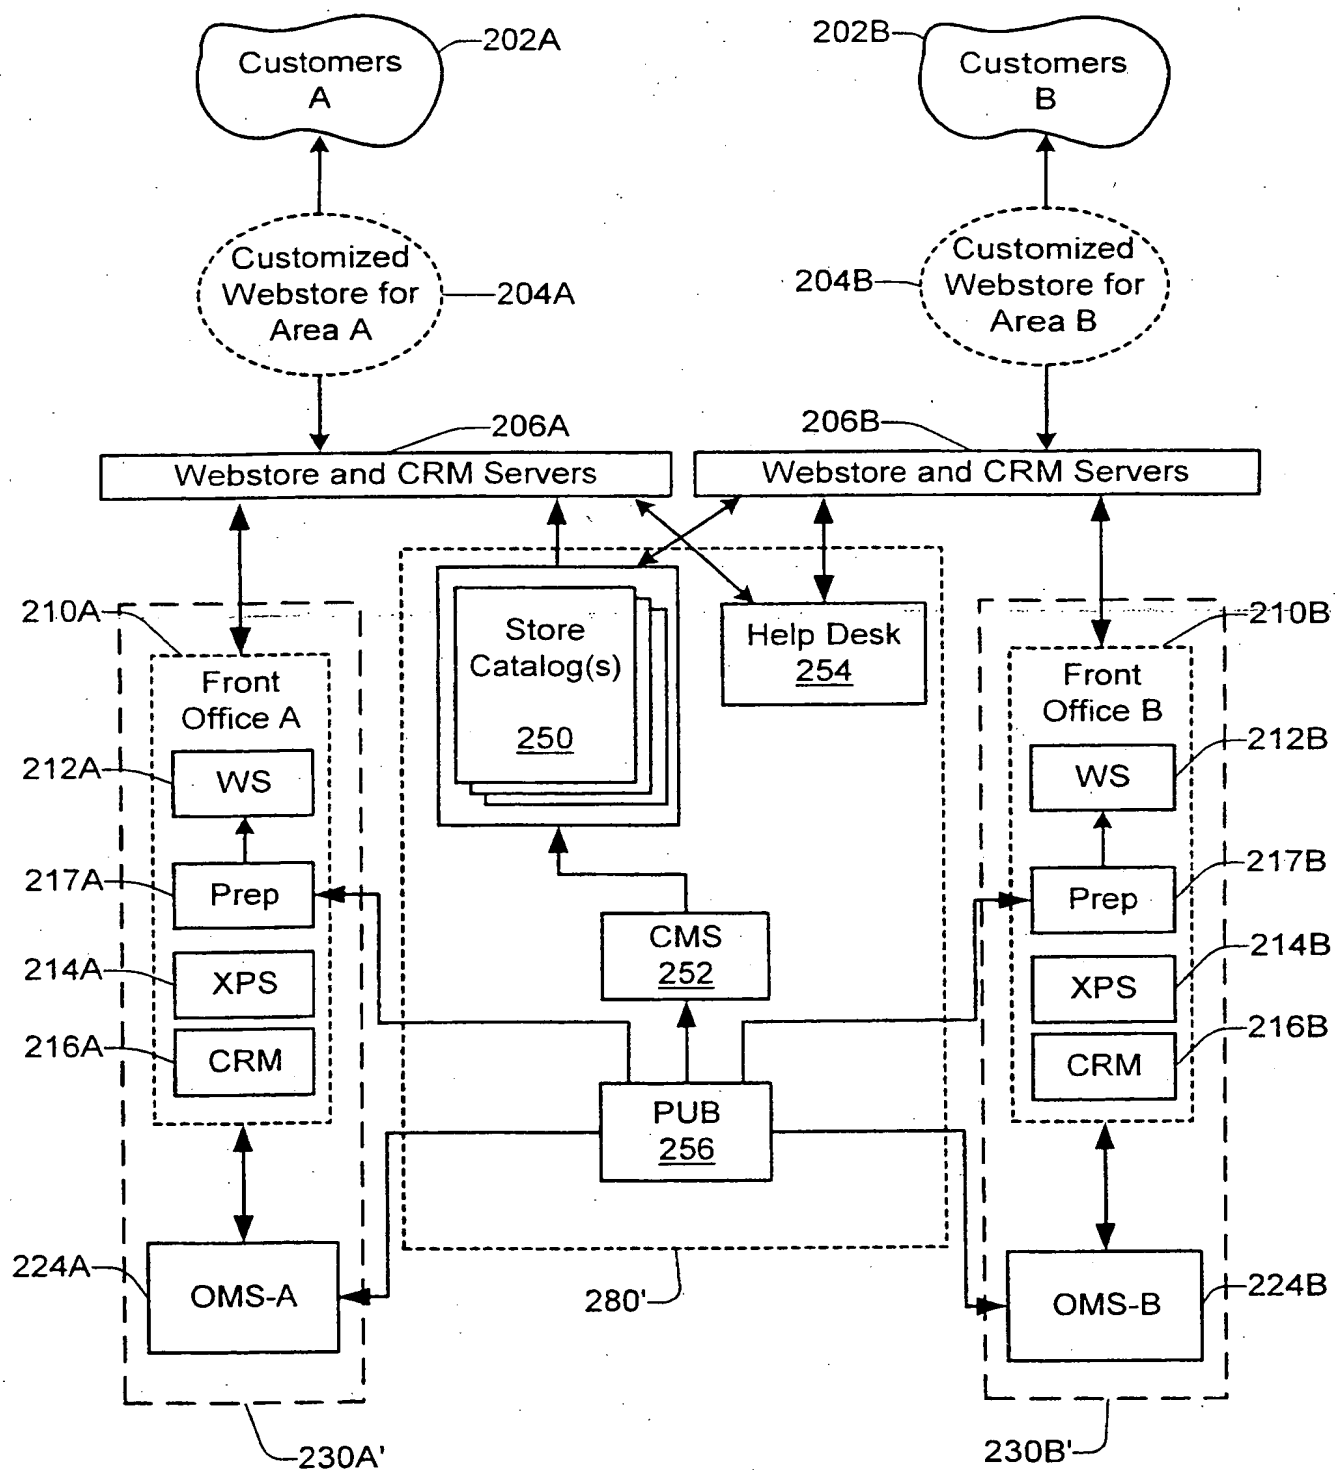 202A
Customers
A
202B
Customers
B
Customized
Webstore for
Area A
204A
204B
Customized
Webstore for
Area B
206A
206B
Webstore and CRM Servers
Webstore and CRM Servers
210A
Front
Office A
212A
WS
217A
Prep
214A
XPS
216A
CRM
224A
OMS-A
230A'
Store
Catalog(s)
250
Help Desk
254
CMS
252
PUB
256
280'
210B
Front
Office B
212B
WS
217B
Prep
214B
XPS
216B
CRM
224B
OMS-B
230B'